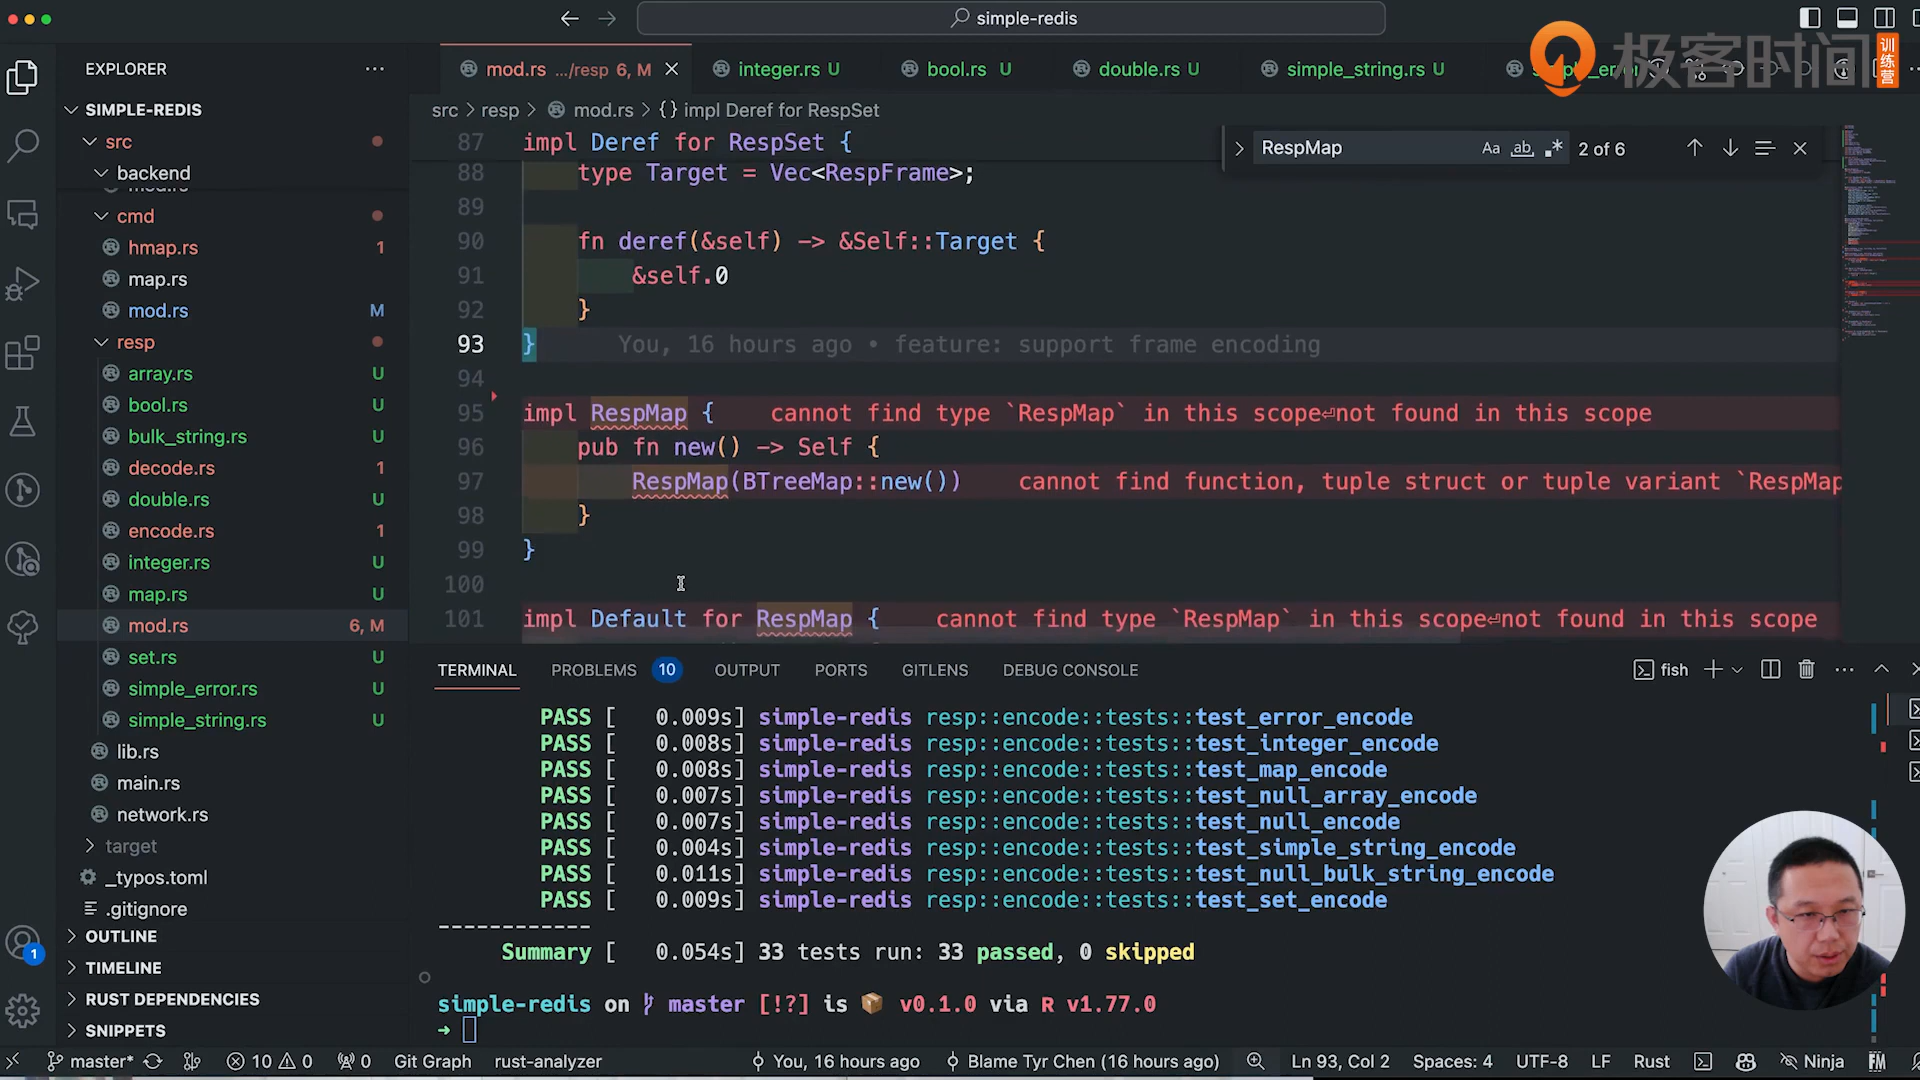 simple-redis
极客时间 训练营
EXPLORER
mod.rs .../resp 6, M
integer.rs U
bool.rs U
double.rs U
simple_string.rs U
SIMPLE-REDIS
src > resp > mod.rs > {} impl Deref for RespSet
src
backend
mod.rs
cmd
hmap.rs 1
map.rs
mod.rs M
resp
array.rs U
bool.rs U
bulk_string.rs U
decode.rs 1
double.rs U
encode.rs 1
integer.rs U
map.rs U
mod.rs 6, M
set.rs U
simple_error.rs U
simple_string.rs U
lib.rs
main.rs
network.rs
target
_typos.toml
.gitignore
OUTLINE
TIMELINE
RUST DEPENDENCIES
SNIPPETS
RespMap Aa ab 2 of 6
87 impl Deref for RespSet {
88 type Target = Vec<RespFrame>;
89
90 fn deref(&self) -> &Self::Target {
91 &self.0
92 }
93 } You, 16 hours ago • feature: support frame encoding
94
95 impl RespMap { cannot find type `RespMap` in this scope⏎not found in this scope
96 pub fn new() -> Self {
97 RespMap(BTreeMap::new()) cannot find function, tuple struct or tuple variant `RespMap
98 }
99 }
100
101 impl Default for RespMap { cannot find type `RespMap` in this scope⏎not found in this scope
TERMINAL PROBLEMS 10 OUTPUT PORTS GITLENS DEBUG CONSOLE fish
PASS [ 0.009s] simple-redis resp::encode::tests::test_error_encode
PASS [ 0.008s] simple-redis resp::encode::tests::test_integer_encode
PASS [ 0.008s] simple-redis resp::encode::tests::test_map_encode
PASS [ 0.007s] simple-redis resp::encode::tests::test_null_array_encode
PASS [ 0.007s] simple-redis resp::encode::tests::test_null_encode
PASS [ 0.004s] simple-redis resp::encode::tests::test_simple_string_encode
PASS [ 0.011s] simple-redis resp::encode::tests::test_null_bulk_string_encode
PASS [ 0.009s] simple-redis resp::encode::tests::test_set_encode
------------
Summary [ 0.054s] 33 tests run: 33 passed, 0 skipped
simple-redis on master [!?] is 📦 v0.1.0 via R v1.77.0
➜
1
master* 10 0 0 Git Graph rust-analyzer You, 16 hours ago Blame Tyr Chen (16 hours ago) Ln 93, Col 2 Spaces: 4 UTF-8 LF Rust Ninja